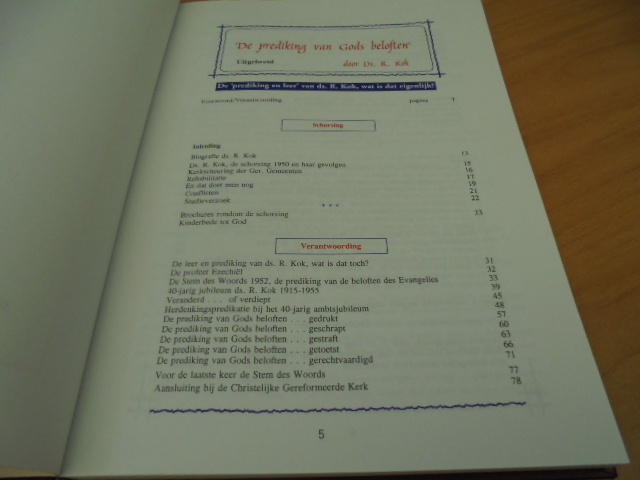 'De prediking van Gods beloften'
Uitgebreid door Ds. R. Kok
De 'prediking en leer' van ds. R. Kok, wat is dat eigenlijk?
Voorwoord/Verantwoording pagina 7
Schorsing
Inleiding
Biografie ds. R. Kok 13
Ds. R. Kok, de schorsing 1950 en haar gevolgen 15
Kerkscheuring der Ger. Gemeenten 16
Rehabilitatie 17
En dat doet men nog 19
Conflicten 21
Studieverzoek 22
* * *
Brochures rondom de schorsing 23
Kinderbede tot God
Verantwoording
De leer en prediking van ds. R. Kok, wat is dat toch? 31
De profeet Ezechiël 32
De Stem des Woords 1952, de prediking van de beloften des Evangelies 33
40-jarig jubileum ds. R. Kok 1915-1955 39
Veranderd . . . of verdiept 45
Herdenkingspredikatie bij het 40-jarig ambtsjubileum 48
De prediking van Gods beloften . . . gedrukt 57
De prediking van Gods beloften . . . geschrapt 60
De prediking van Gods beloften . . . gestraft 63
De prediking van Gods beloften . . . getoetst 66
De prediking van Gods beloften . . . gerechtvaardigd 71
Voor de laatste keer de Stem des Woords 77
Aansluiting bij de Christelijke Gereformeerde Kerk 78
5